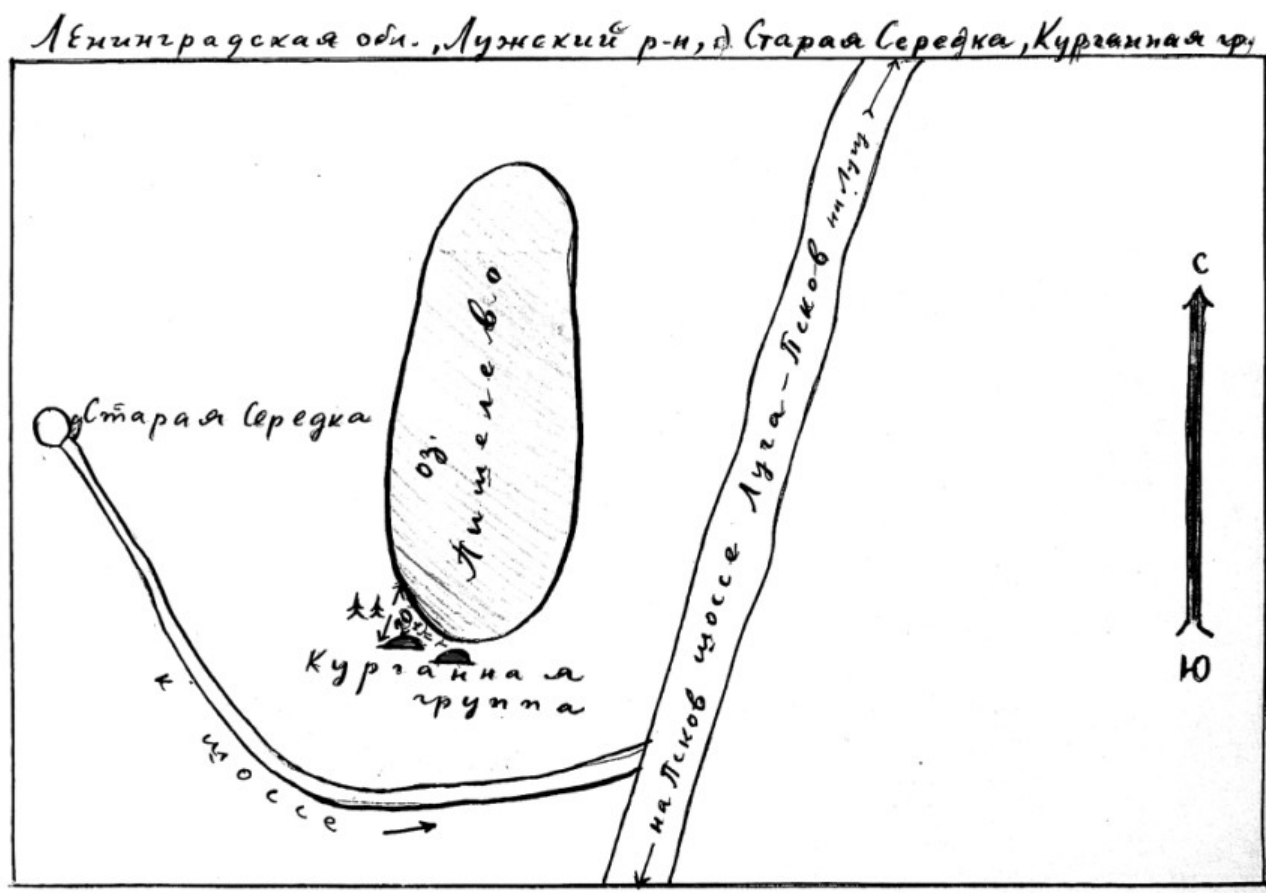 Ленинградская обл., Лужский р-н, д Старая Середка, Курганная гр.
С
на Лугу
шоссе Луга-Псков
оз. Пищелево
д Старая Середка
Ю
Курганная
группа
к шоссе
на Псков